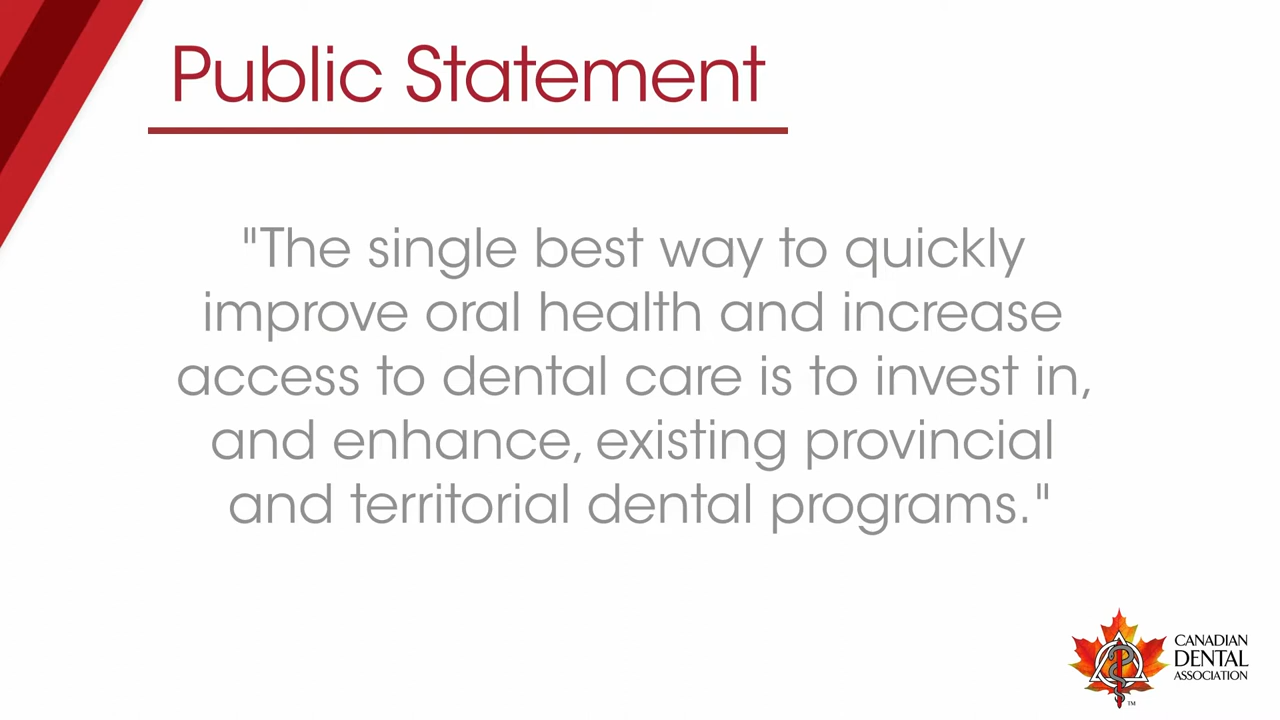 Public Statement
"The single best way to quickly
improve oral health and increase
access to dental care is to invest in,
and enhance, existing provincial
and territorial dental programs."
CANADIAN
DENTAL
ASSOCIATION
TM